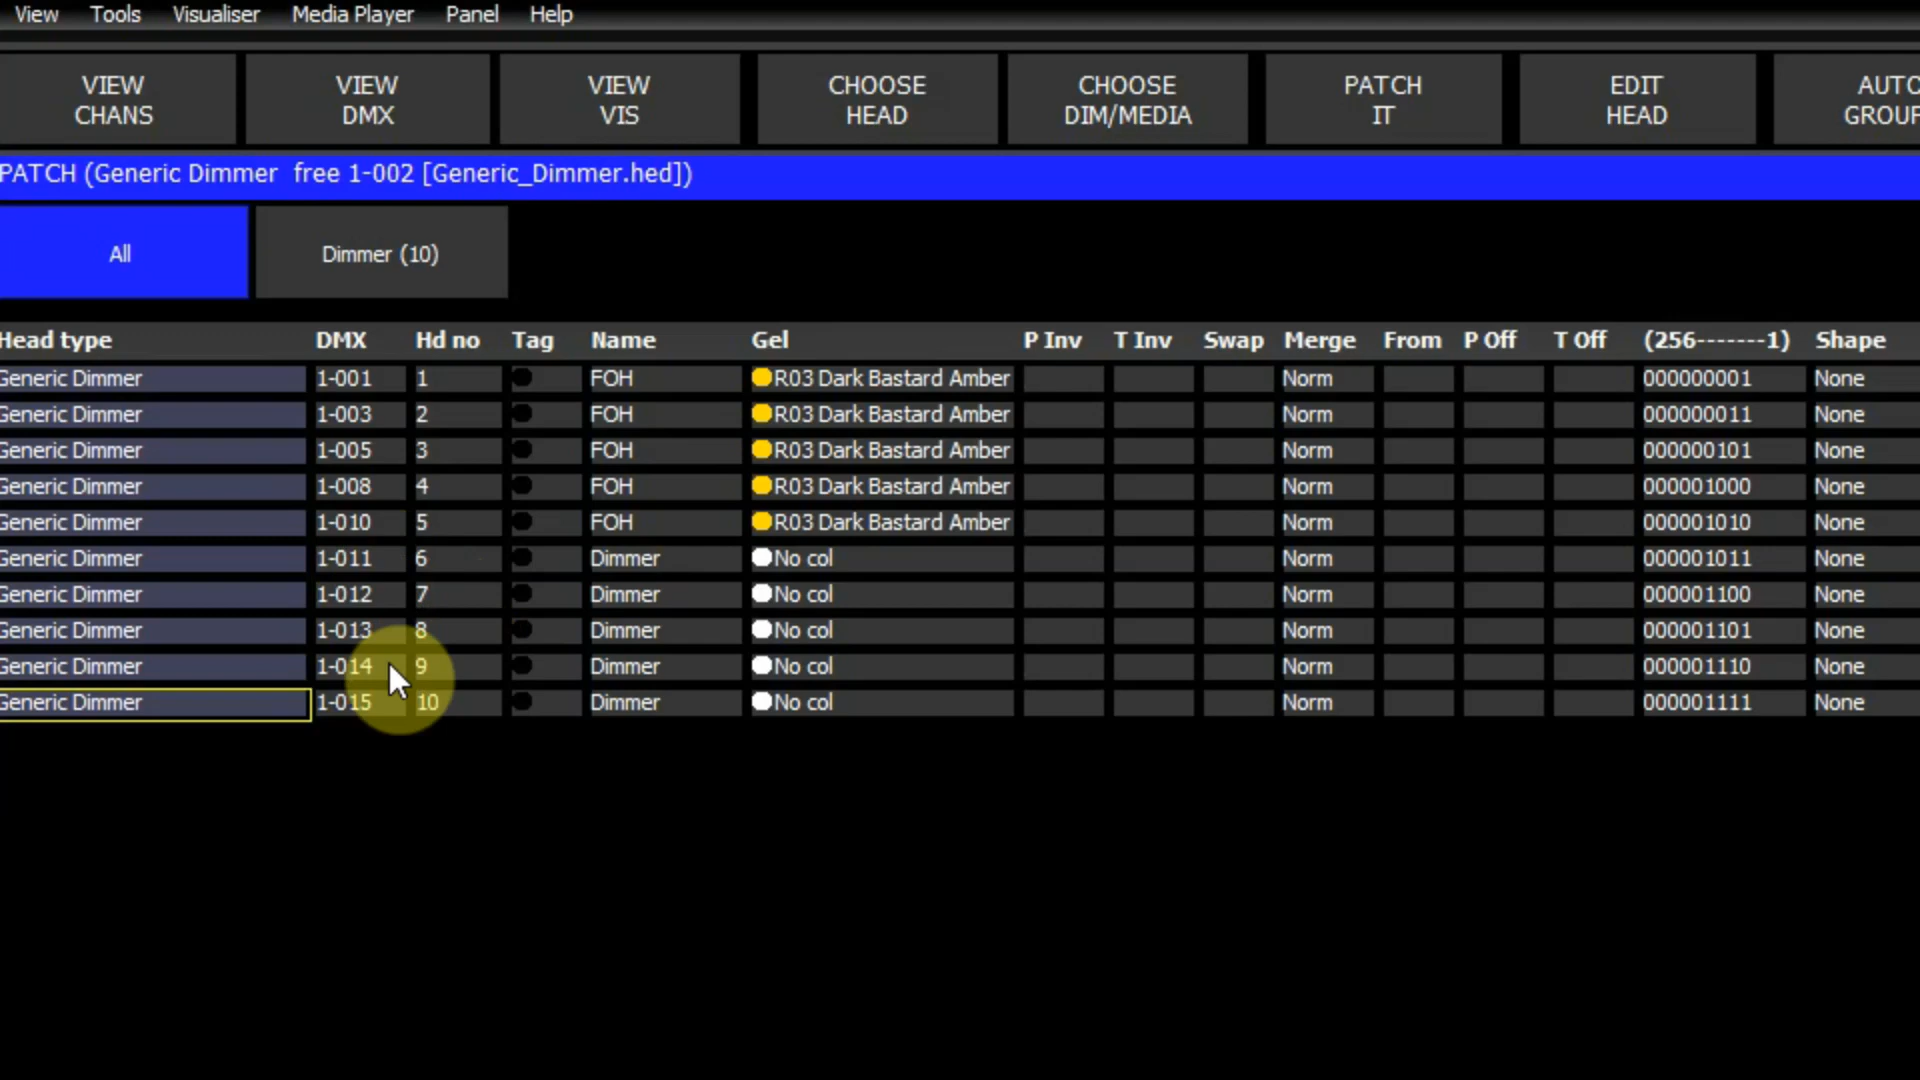 View Tools Visualiser Media Player Panel Help
VIEW CHANS VIEW DMX VIEW VIS CHOOSE HEAD CHOOSE DIM/MEDIA PATCH IT EDIT HEAD AUTO GROUP
PATCH (Generic Dimmer free 1-002 [Generic_Dimmer.hed])
All Dimmer (10)
Head type DMX Hd no Tag Name Gel P Inv T Inv Swap Merge From P Off T Off (256-------1) Shape
Generic Dimmer 1-001 1 FOH R03 Dark Bastard Amber Norm 000000001 None
Generic Dimmer 1-003 2 FOH R03 Dark Bastard Amber Norm 000000011 None
Generic Dimmer 1-005 3 FOH R03 Dark Bastard Amber Norm 000000101 None
Generic Dimmer 1-008 4 FOH R03 Dark Bastard Amber Norm 000001000 None
Generic Dimmer 1-010 5 FOH R03 Dark Bastard Amber Norm 000001010 None
Generic Dimmer 1-011 6 Dimmer No col Norm 000001011 None
Generic Dimmer 1-012 7 Dimmer No col Norm 000001100 None
Generic Dimmer 1-013 8 Dimmer No col Norm 000001101 None
Generic Dimmer 1-014 9 Dimmer No col Norm 000001110 None
Generic Dimmer 1-015 10 Dimmer No col Norm 000001111 None